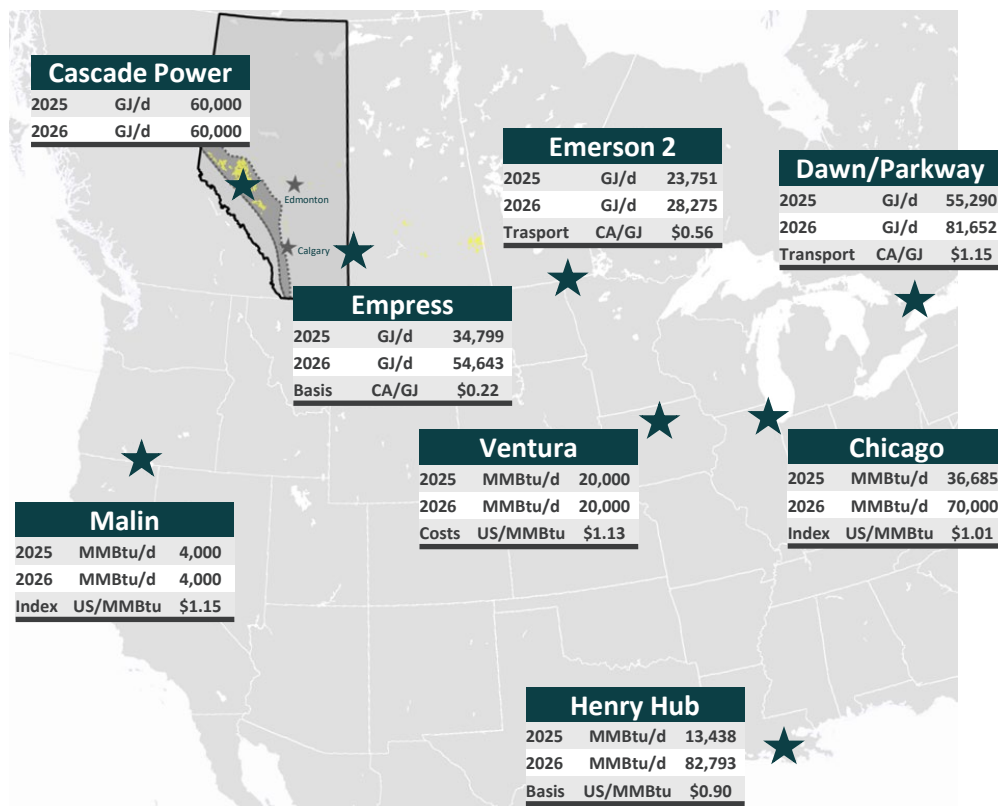 Cascade Power
2025 GJ/d 60,000
2026 GJ/d 60,000
Edmonton
Calgary
Emerson 2
2025 GJ/d 23,751
2026 GJ/d 28,275
Trasport CA/GJ $0.56
Dawn/Parkway
2025 GJ/d 55,290
2026 GJ/d 81,652
Transport CA/GJ $1.15
Empress
2025 GJ/d 34,799
2026 GJ/d 54,643
Basis CA/GJ $0.22
Ventura
2025 MMBtu/d 20,000
2026 MMBtu/d 20,000
Costs US/MMBtu $1.13
Chicago
2025 MMBtu/d 36,685
2026 MMBtu/d 70,000
Index US/MMBtu $1.01
Malin
2025 MMBtu/d 4,000
2026 MMBtu/d 4,000
Index US/MMBtu $1.15
Henry Hub
2025 MMBtu/d 13,438
2026 MMBtu/d 82,793
Basis US/MMBtu $0.90